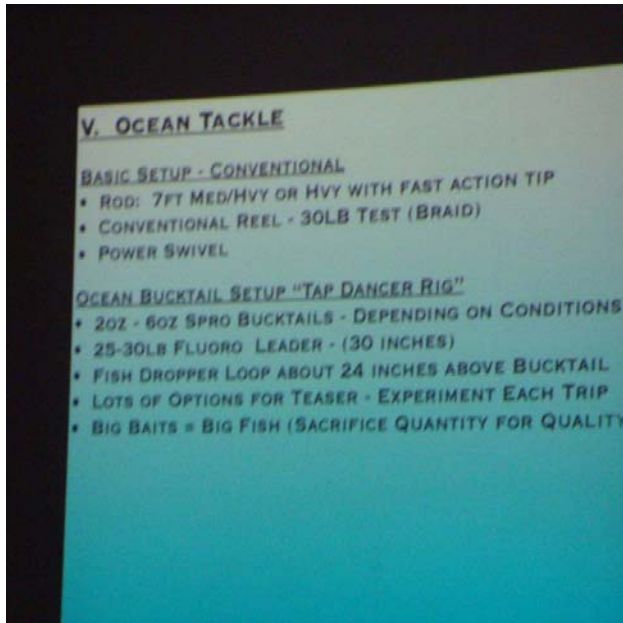 V. OCEAN TACKLE
BASIC SETUP - CONVENTIONAL
• ROD: 7FT MED/HVY OR HVY WITH FAST ACTION TIP
• CONVENTIONAL REEL - 30LB TEST (BRAID)
• POWER SWIVEL
OCEAN BUCKTAIL SETUP "TAP DANCER RIG"
• 2OZ - 6OZ SPRO BUCKTAILS - DEPENDING ON CONDITIONS
• 25-30LB FLUORO LEADER - (30 INCHES)
• FISH DROPPER LOOP ABOUT 24 INCHES ABOVE BUCKTAIL
• LOTS OF OPTIONS FOR TEASER - EXPERIMENT EACH TRIP
• BIG BAITS = BIG FISH (SACRIFICE QUANTITY FOR QUALITY